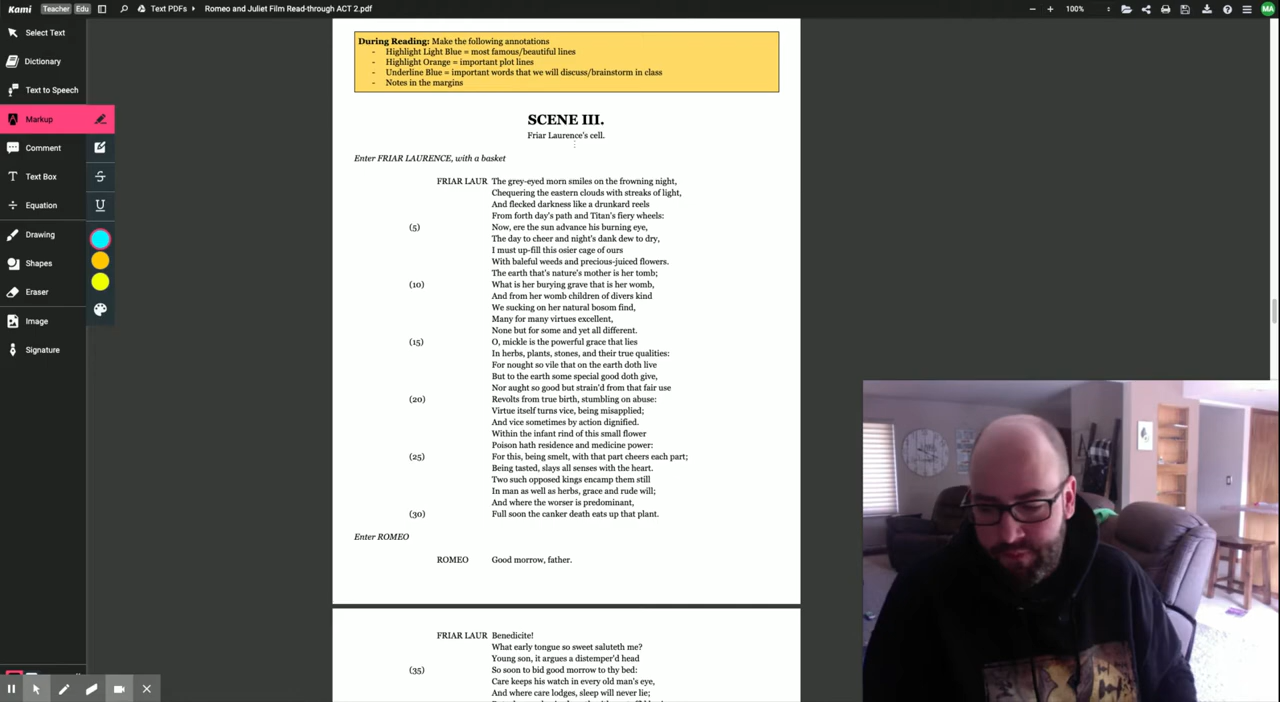 Kami Teacher Edu Text PDFs Romeo and Juliet Film Read-through ACT 2 100% MA
Select Text
Dictionary
Text to Speech
Markup
Comment
Text Box
Equation
Drawing
Shapes
Eraser
Image
Signature
During Reading: Make the following annotations
- Highlight Light Blue = most famous/beautiful lines
- Highlight Orange = important plot lines
- Underline Blue = important words that we will discuss/brainstorm in class
- Notes in the margins
SCENE III.
Friar Laurence's cell.
Enter FRIAR LAURENCE, with a basket
FRIAR LAUR The grey-eyed morn smiles on the frowning night,
Chequering the eastern clouds with streaks of light,
And flecked darkness like a drunkard reels
From forth day's path and Titan's fiery wheels:
(5) Now, ere the sun advance his burning eye,
The day to cheer and night's dank dew to dry,
I must up-fill this osier cage of ours
With baleful weeds and precious-juiced flowers.
The earth that's nature's mother is her tomb;
(10) What is her burying grave that is her womb,
And from her womb children of divers kind
We sucking on her natural bosom find,
Many for many virtues excellent,
None but for some and yet all different.
(15) O, mickle is the powerful grace that lies
In herbs, plants, stones, and their true qualities:
For nought so vile that on the earth doth live
But to the earth some special good doth give,
Nor aught so good but strain'd from that fair use
(20) Revolts from true birth, stumbling on abuse:
Virtue itself turns vice, being misapplied;
And vice sometimes by action dignified.
Within the infant rind of this small flower
Poison hath residence and medicine power:
(25) For this, being smelt, with that part cheers each part;
Being tasted, slays all senses with the heart.
Two such opposed kings encamp them still
In man as well as herbs, grace and rude will;
And where the worser is predominant,
(30) Full soon the canker death eats up that plant.
Enter ROMEO
ROMEO Good morrow, father.
FRIAR LAUR Benedicite!
What early tongue so sweet saluteth me?
Young son, it argues a distemper'd head
(35) So soon to bid good morrow to thy bed:
Care keeps his watch in every old man's eye,
And where care lodges, sleep will never lie;